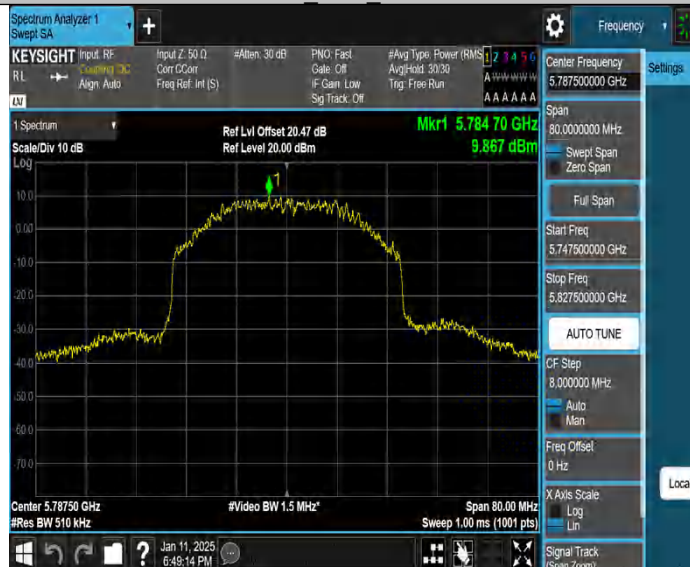 Spectrum Analyzer 1
Swept SA
+
Frequency
KEYSIGHT
RL
Input: RF
Coupling: DC
Align: Auto
Input Z: 50 Ω
Corr CCorr
Freq Ref: Int (S)
#Atten: 30 dB
PNO: Fast
Gate: Off
IF Gain: Low
Sig Track: Off
#Avg Type: Power (RMS
Avg|Hold: 30/30
Trig: Free Run
1 2 3 4 5 6
A W W W W W
A A A A A A
LXI
1 Spectrum
Scale/Div 10 dB
Log
Ref Lvl Offset 20.47 dB
Ref Level 20.00 dBm
Mkr1 5.784 70 GHz
9.867 dBm
1
10.0
0.00
-10.0
-20.0
-30.0
-40.0
-50.0
-60.0
-70.0
Center 5.78750 GHz
#Res BW 510 kHz
#Video BW 1.5 MHz*
Span 80.00 MHz
Sweep 1.00 ms (1001 pts)
?
Jan 11, 2025
6:49:14 PM
Center Frequency
5.787500000 GHz
Settings
Span
80.0000000 MHz
Swept Span
Zero Span
Full Span
Start Freq
5.747500000 GHz
Stop Freq
5.827500000 GHz
AUTO TUNE
CF Step
8.000000 MHz
Auto
Man
Freq Offset
0 Hz
X Axis Scale
Log
Lin
Signal Track
(Span Zoom)
Loca